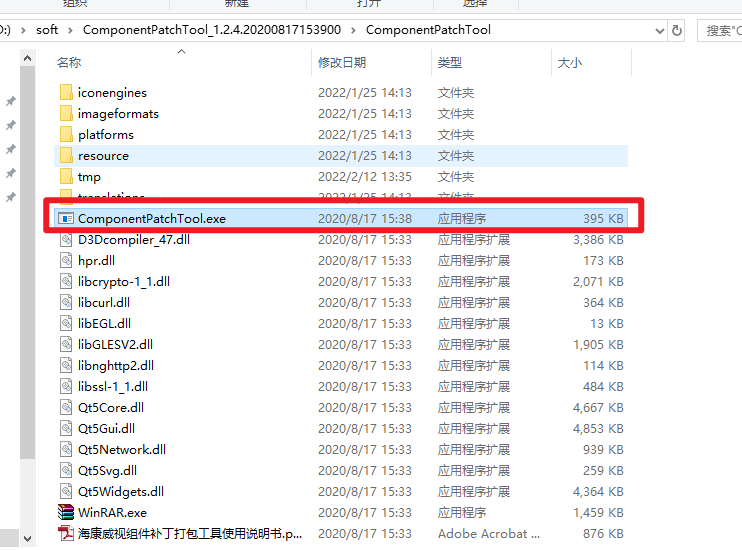 组织 新建 打开 选择
:) › soft › ComponentPatchTool_1.2.4.20200817153900 › ComponentPatchTool 搜索"C
名称 修改日期 类型 大小
iconengines 2022/1/25 14:13 文件夹
imageformats 2022/1/25 14:13 文件夹
platforms 2022/1/25 14:13 文件夹
resource 2022/1/25 14:13 文件夹
tmp 2022/2/12 13:35 文件夹
translations 2022/1/25 14:13 文件夹
ComponentPatchTool.exe 2020/8/17 15:38 应用程序 395 KB
D3Dcompiler_47.dll 2020/8/17 15:33 应用程序扩展 3,386 KB
hpr.dll 2020/8/17 15:33 应用程序扩展 173 KB
libcrypto-1_1.dll 2020/8/17 15:33 应用程序扩展 2,071 KB
libcurl.dll 2020/8/17 15:33 应用程序扩展 364 KB
libEGL.dll 2020/8/17 15:33 应用程序扩展 13 KB
libGLESV2.dll 2020/8/17 15:33 应用程序扩展 1,905 KB
libnghttp2.dll 2020/8/17 15:33 应用程序扩展 114 KB
libssl-1_1.dll 2020/8/17 15:33 应用程序扩展 484 KB
Qt5Core.dll 2020/8/17 15:33 应用程序扩展 4,667 KB
Qt5Gui.dll 2020/8/17 15:33 应用程序扩展 4,853 KB
Qt5Network.dll 2020/8/17 15:33 应用程序扩展 939 KB
Qt5Svg.dll 2020/8/17 15:33 应用程序扩展 259 KB
Qt5Widgets.dll 2020/8/17 15:33 应用程序扩展 4,364 KB
WinRAR.exe 2020/8/17 15:33 应用程序 1,459 KB
海康威视组件补丁打包工具使用说明书.p... 2020/8/17 15:33 Adobe Acrobat ... 876 KB